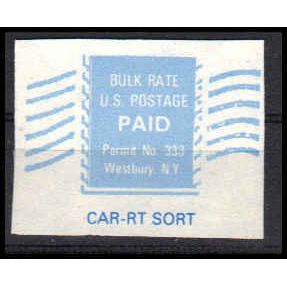 BULK RATE
U.S. POSTAGE
PAID
Permit No. 333
Westbury, N.Y.
CAR-RT SORT